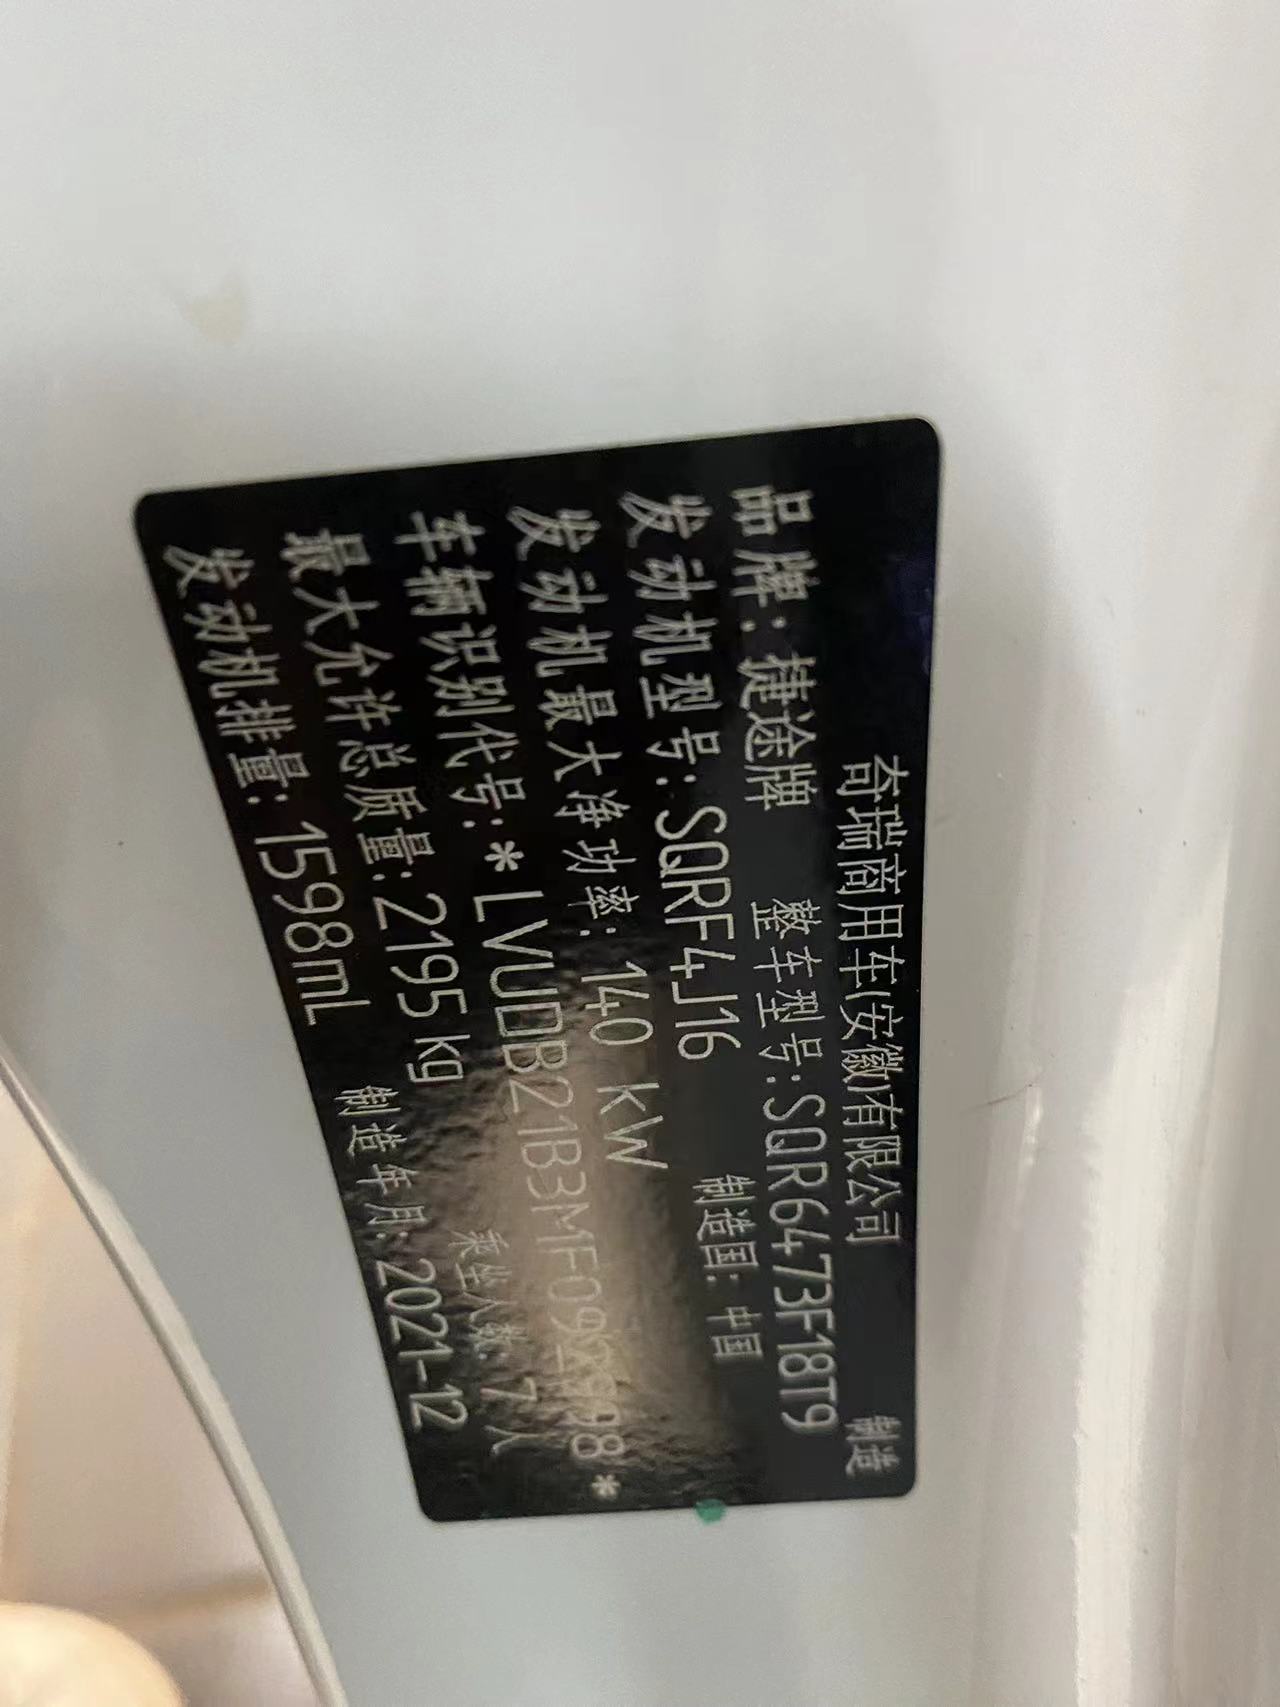 奇瑞商用车(安徽)有限公司 制造
品牌：捷途牌 整车型号：SQR6473F18T9
发动机型号：SQRF4J16 制造国：中国
发动机最大净功率：140 KW
车辆识别代号：*LVUDB21B3MF09
最大允许总质量：2195kg 乘坐人数：7人
发动机排量：1598mL 制造年月：2021-12